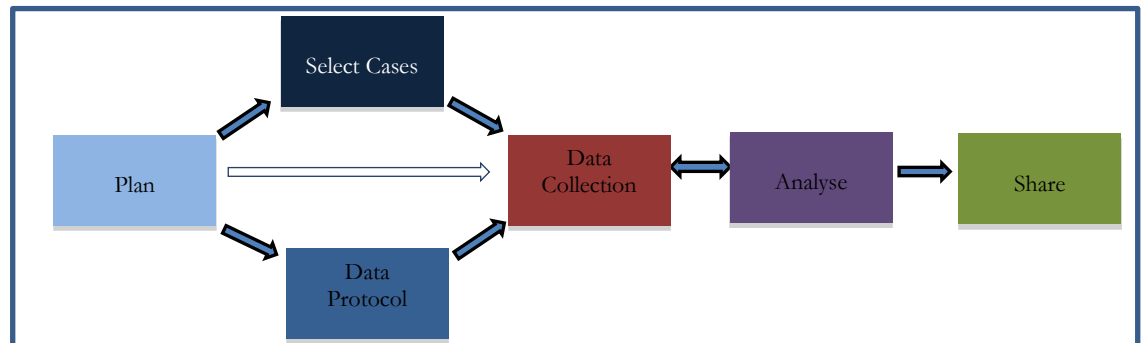 Select Cases
Plan
Data
Collection
Analyse
Share
Data
Protocol